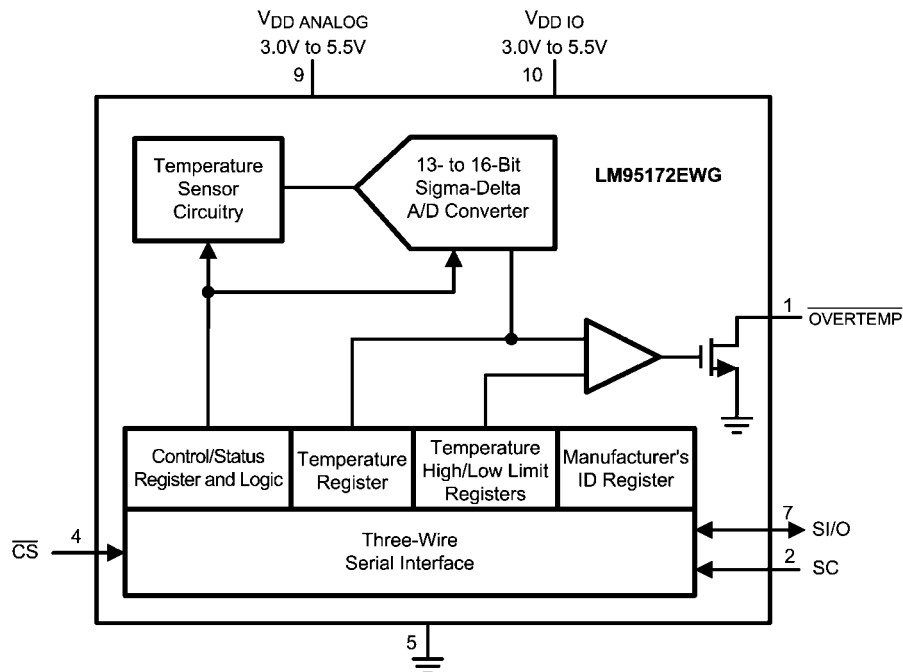 VDD ANALOG
3.0V to 5.5V
9
VDD IO
3.0V to 5.5V
10
Temperature
Sensor
Circuitry
13- to 16-Bit
Sigma-Delta
A/D Converter
LM95172EWG
1
OVERTEMP
Control/Status
Register and Logic
Temperature
Register
Temperature
High/Low Limit
Registers
Manufacturer's
ID Register
4
CS
Three-Wire
Serial Interface
7
SI/O
2
SC
5